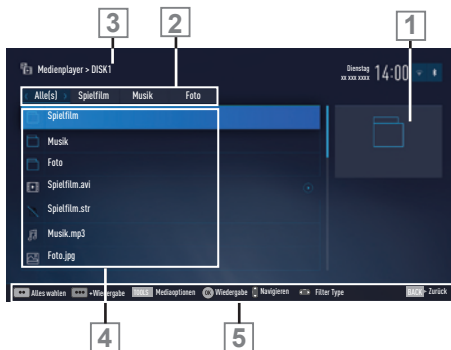 3 2 1
Medienplayer > DISK1
Dienstag
xx xxx xxxx 14:00
Alle(s) Spielfilm Musik Foto
Spielfilm
Musik
Foto
Spielfilm.avi
Spielfilm.str
Musik.mp3
Foto.jpg
Alles wahlen +Wiedergabe TOOLS Mediaoptionen OK Wiedergabe Navigieren Filter Type BACK Zurück
4 5